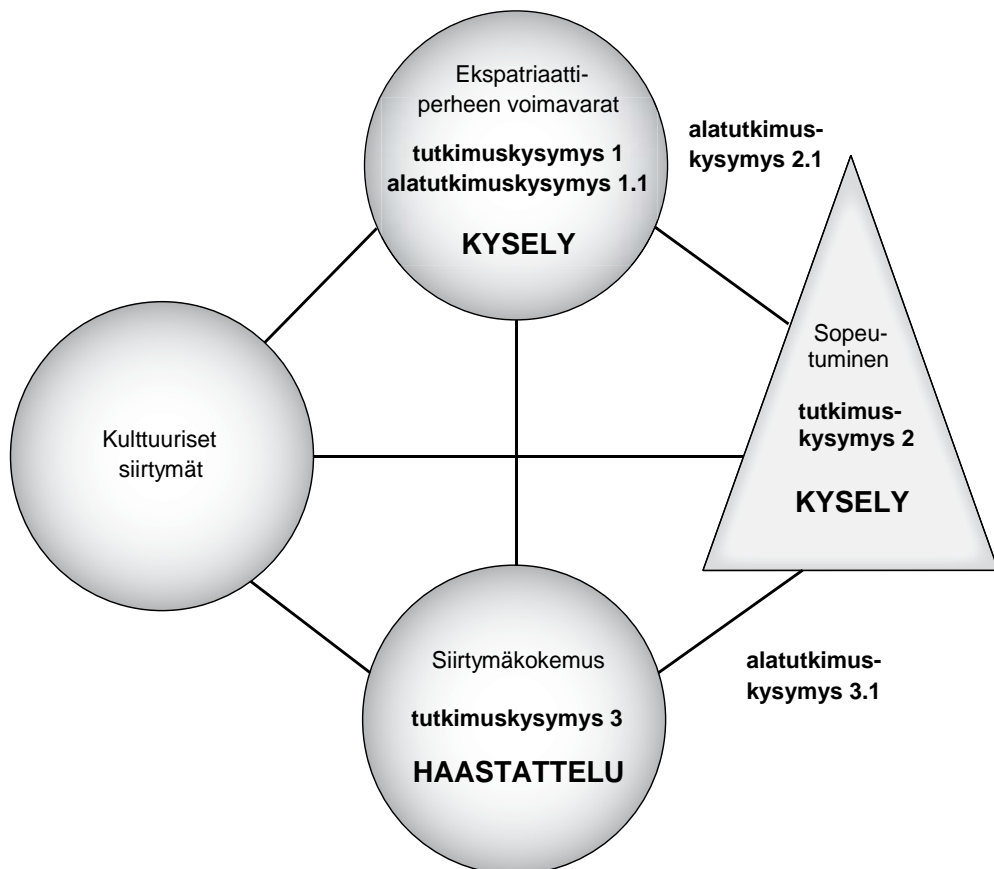 Ekspatriaatti-
perheen voimavarat
tutkimuskysymys 1
alatutkimuskysymys 1.1
KYSELY
alatutkimus-
kysymys 2.1
Sopeu-
tuminen
tutkimus-
kysymys 2
KYSELY
Kulttuuriset
siirtymät
Siirtymäkokemus
tutkimuskysymys 3
HAASTATTELU
alatutkimus-
kysymys 3.1